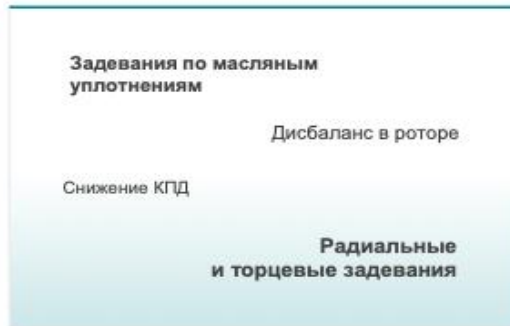 Задевания по масляным
уплотнениям
Дисбаланс в роторе
Снижение КПД
Радиальные
и торцевые задевания